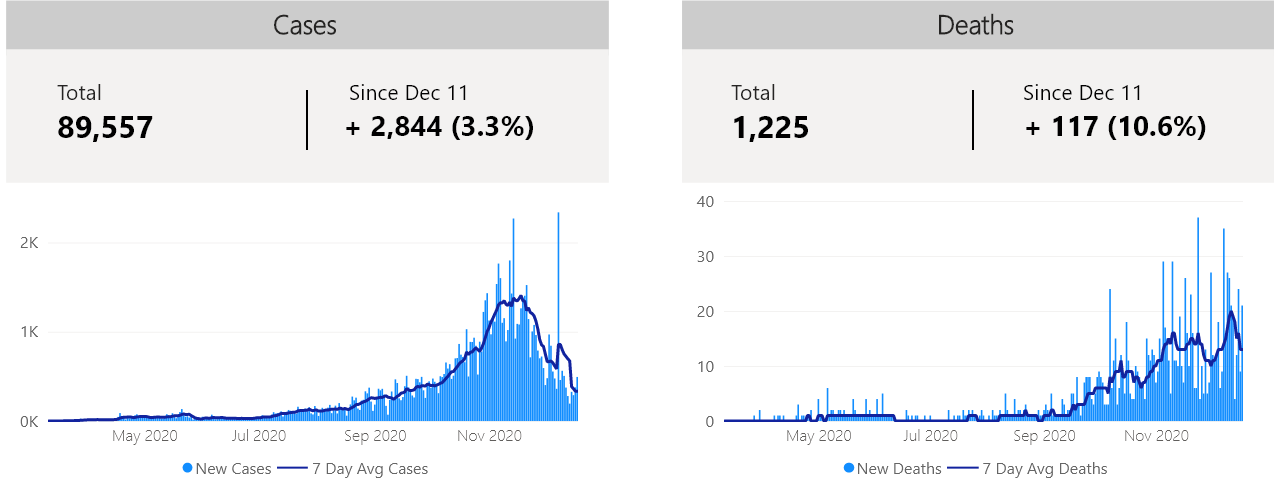 Cases
Total
89,557
Since Dec 11
+ 2,844 (3.3%)
2K
1K
0K
May 2020 Jul 2020 Sep 2020 Nov 2020
New Cases 7 Day Avg Cases
Deaths
Total
1,225
Since Dec 11
+ 117 (10.6%)
40
30
20
10
0
May 2020 Jul 2020 Sep 2020 Nov 2020
New Deaths 7 Day Avg Deaths